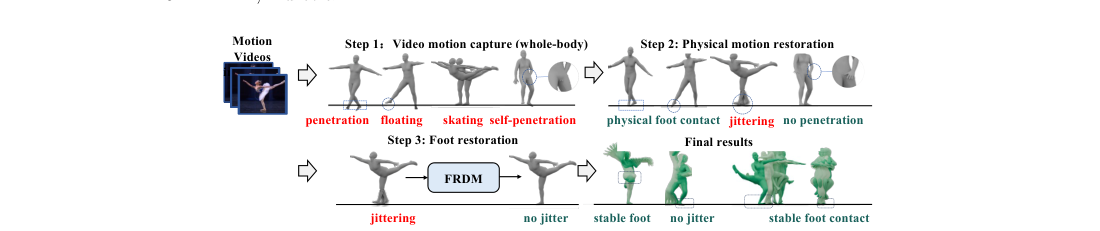 Motion
Videos
Step 1: Video motion capture (whole-body)
penetration floating skating self-penetration
Step 2: Physical motion restoration
physical foot contact jittering no penetration
Step 3: Foot restoration
FRDM
jittering no jitter
Final results
stable foot no jitter stable foot contact